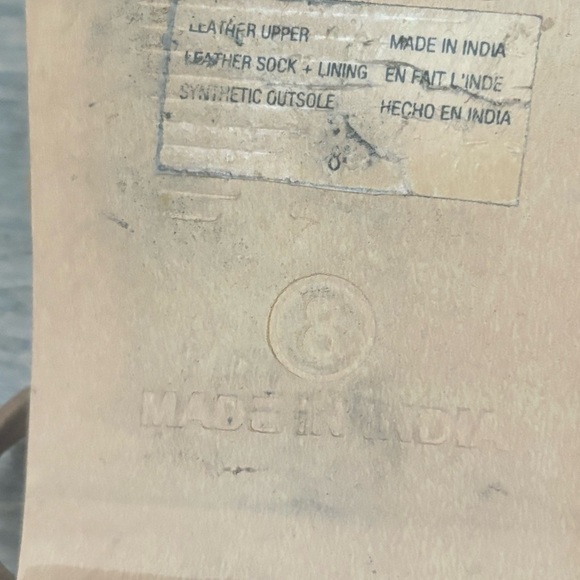 LEATHER UPPER
LEATHER SOCK + LINING
SYNTHETIC OUTSOLE
MADE IN INDIA
EN FAIT L'INDE
HECHO EN INDIA
8
8
MADE IN INDIA